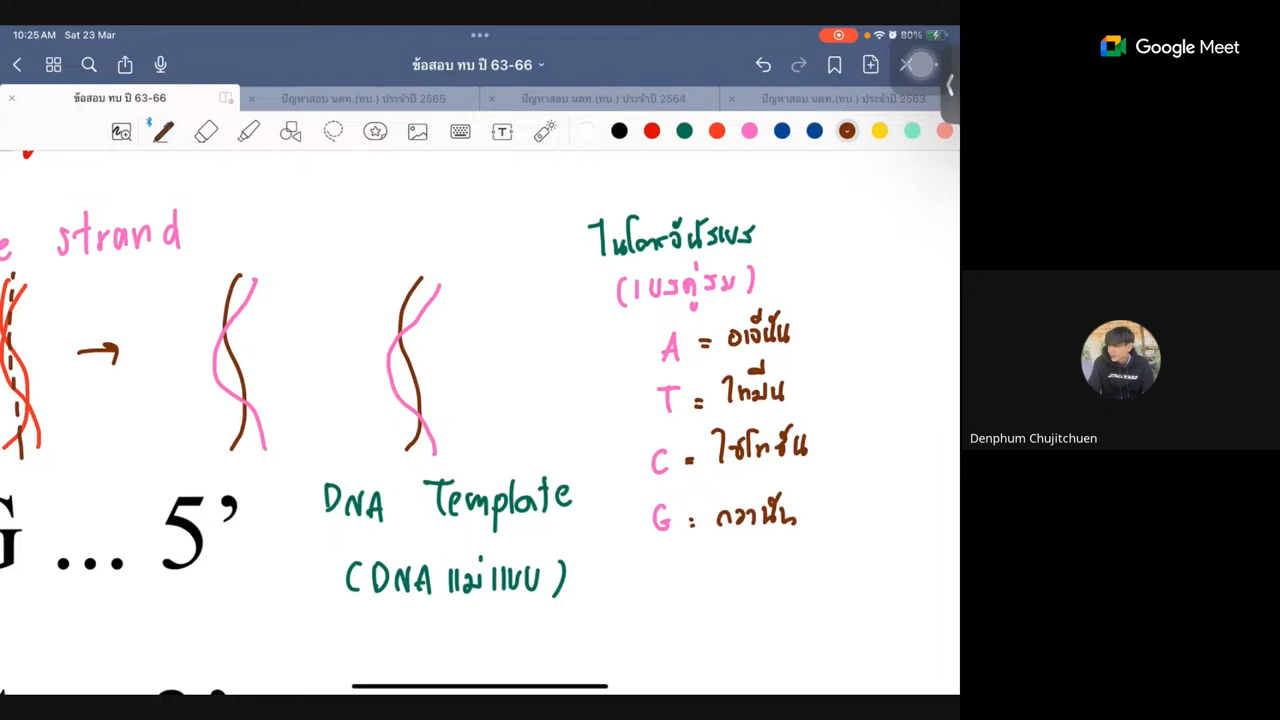 10:25 AM Sat 23 Mar
80%
Google Meet
ข้อสอบ ทบ ปี 63-66
ข้อสอบ ทบ ปี 63-66
ปัญหาสอบ นดท.(ทบ.) ประจำปี 2565
ปัญหาสอบ นดท.(ทบ.) ประจำปี 2564
ปัญหาสอบ นดท.(ทบ.) ประจำปี 2563
e strand
ไนโตรจีนัสเบส
(เบสคู่สม)
A = อะดีนีน
T = ไทมีน
C = ไซโทซีน
G : กวานีน
G ... 5’
DNA Template
(DNA แม่แบบ)
Denphum Chujitchuen